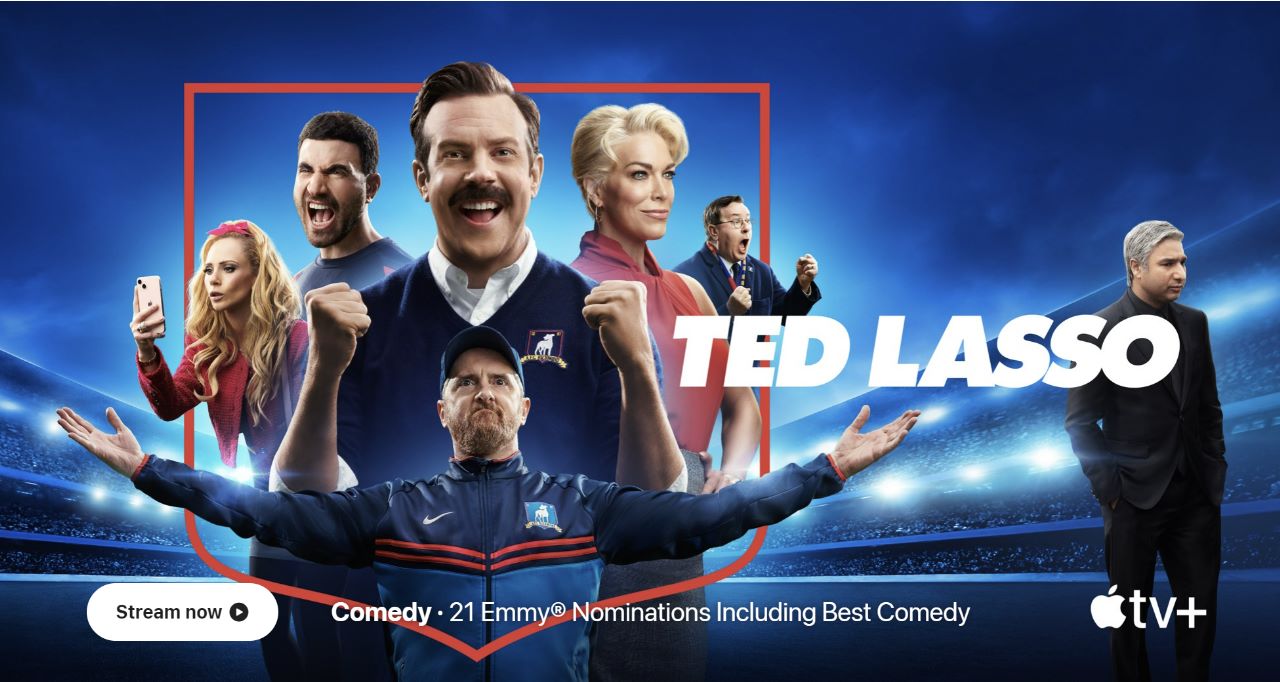 TED LASSO
Stream now
Comedy · 21 Emmy® Nominations Including Best Comedy
tv+